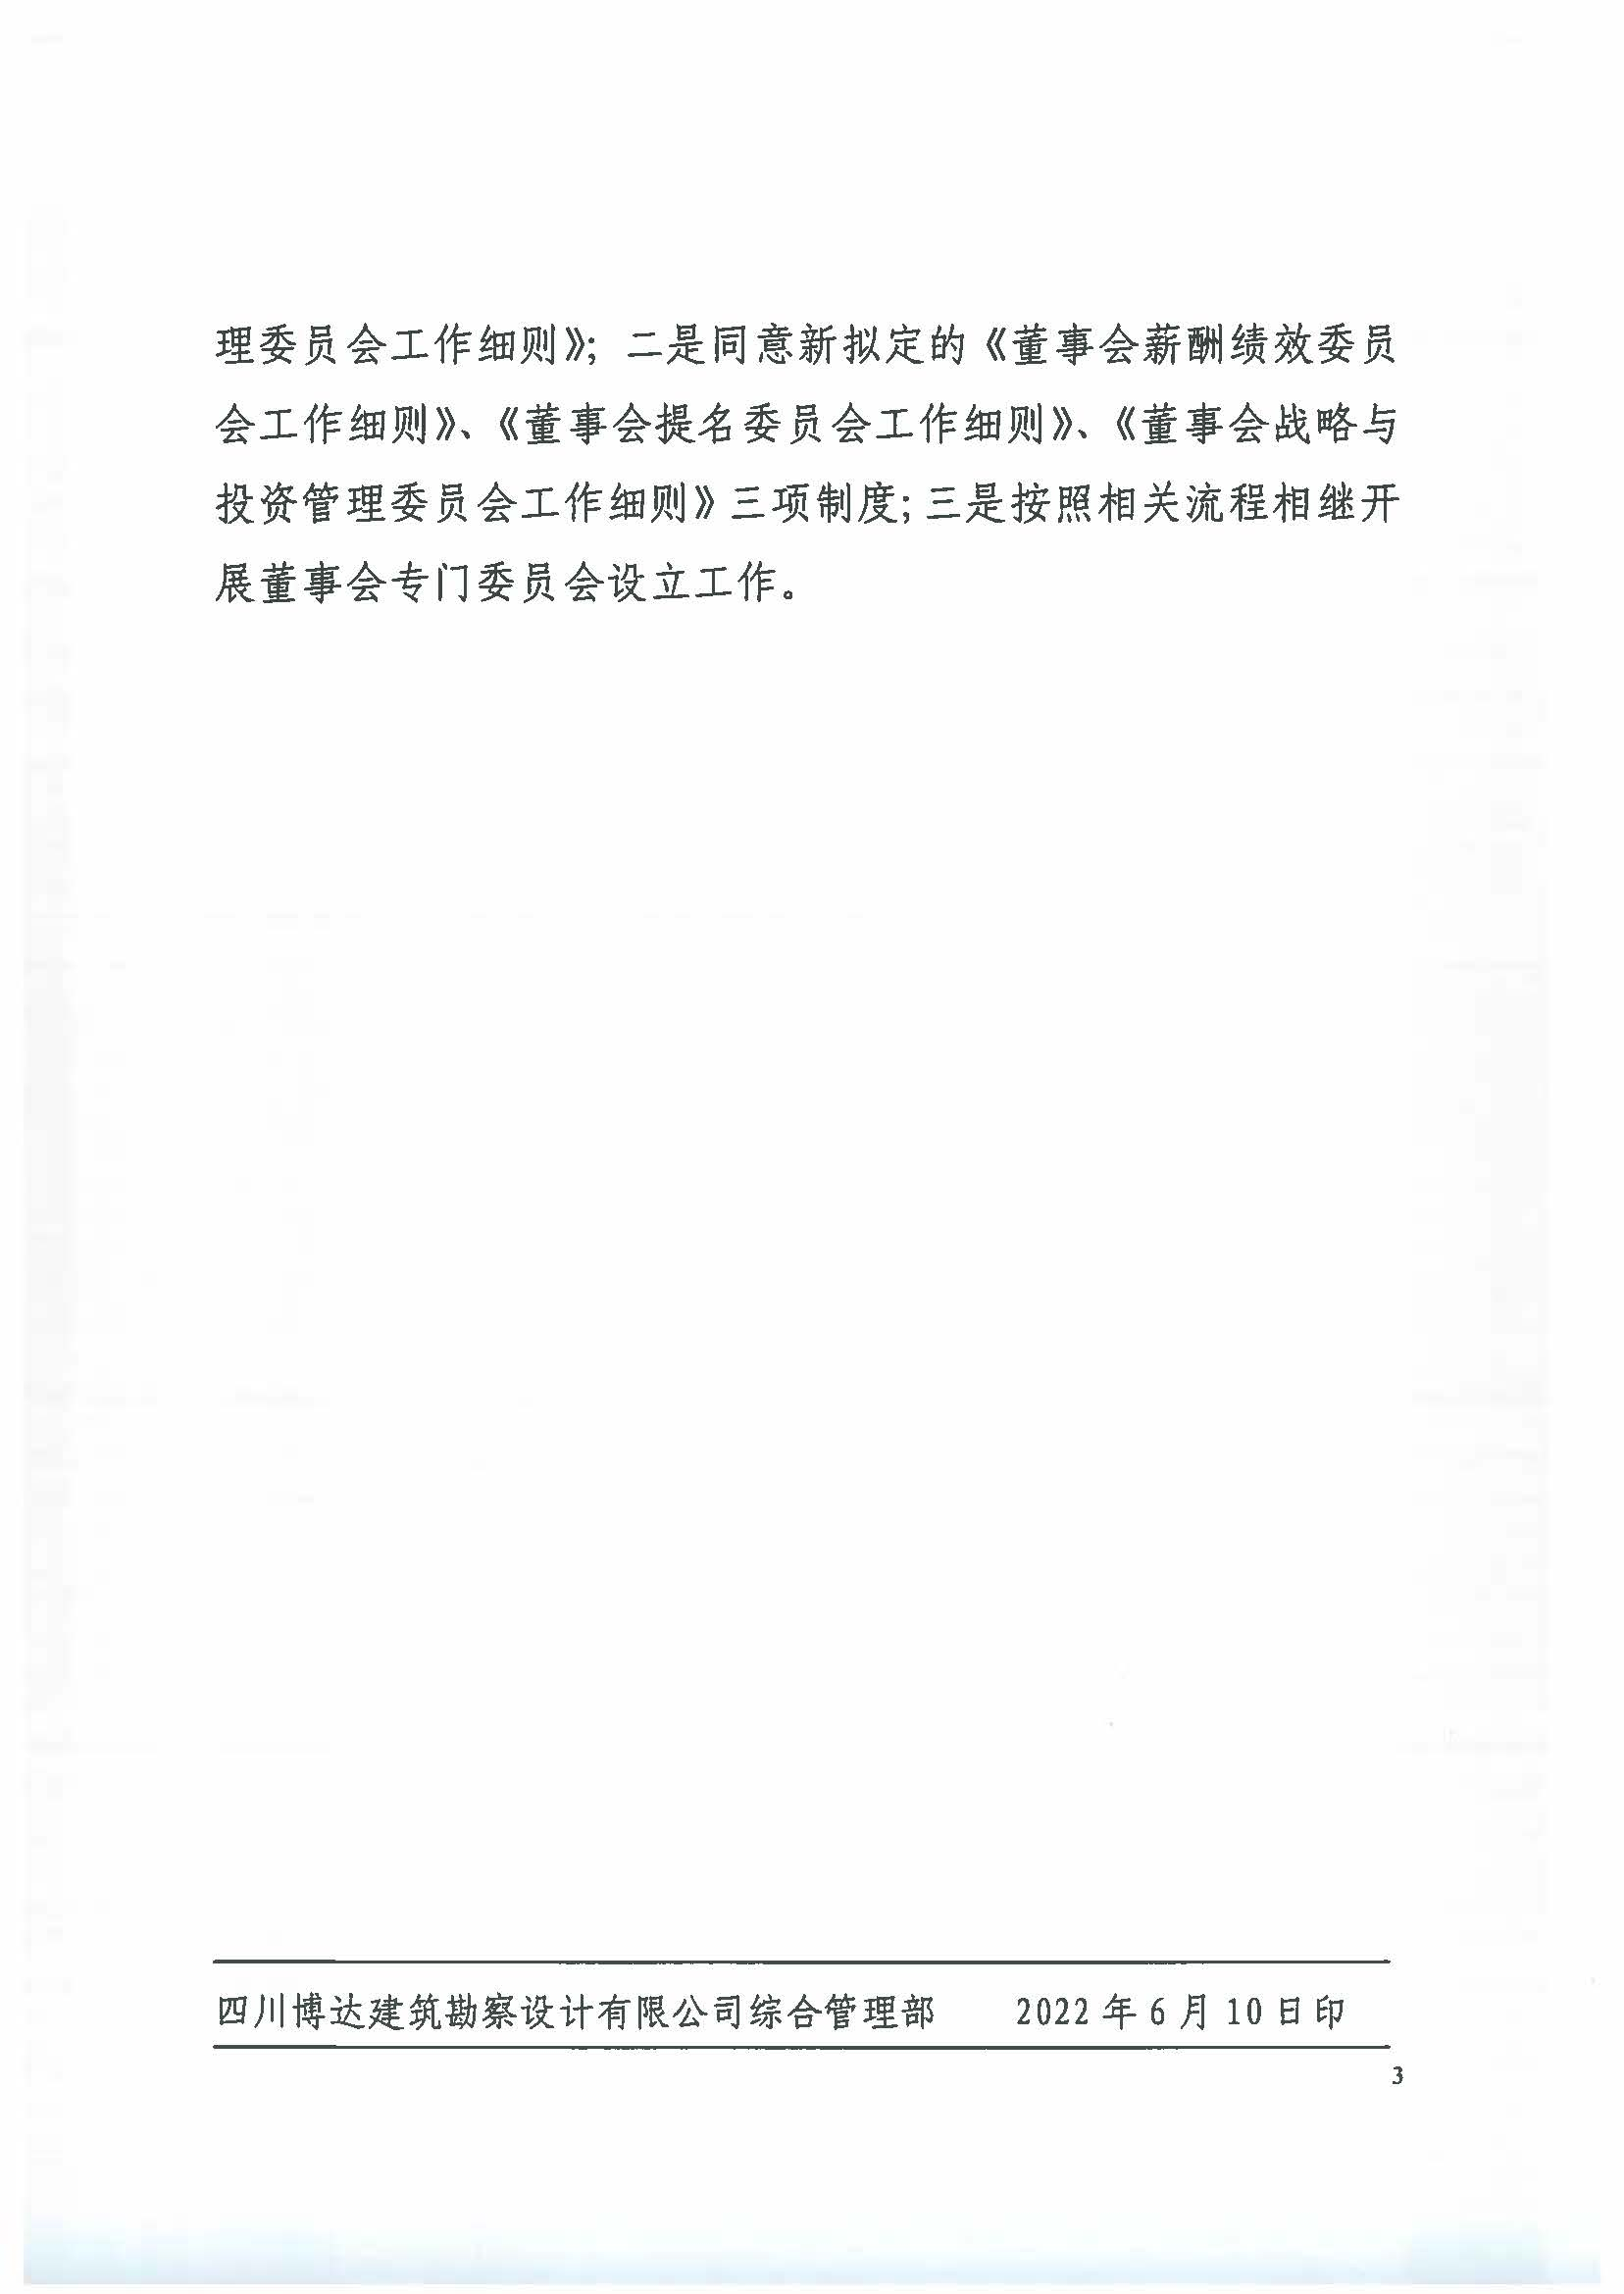 理委员会工作细则》；二是同意新拟定的《董事会薪酬绩效委员
会工作细则》、《董事会提名委员会工作细则》、《董事会战略与
投资管理委员会工作细则》三项制度；三是按照相关流程相继开
展董事会专门委员会设立工作。
四川博达建筑勘察设计有限公司综合管理部 2022年6月10日印
3